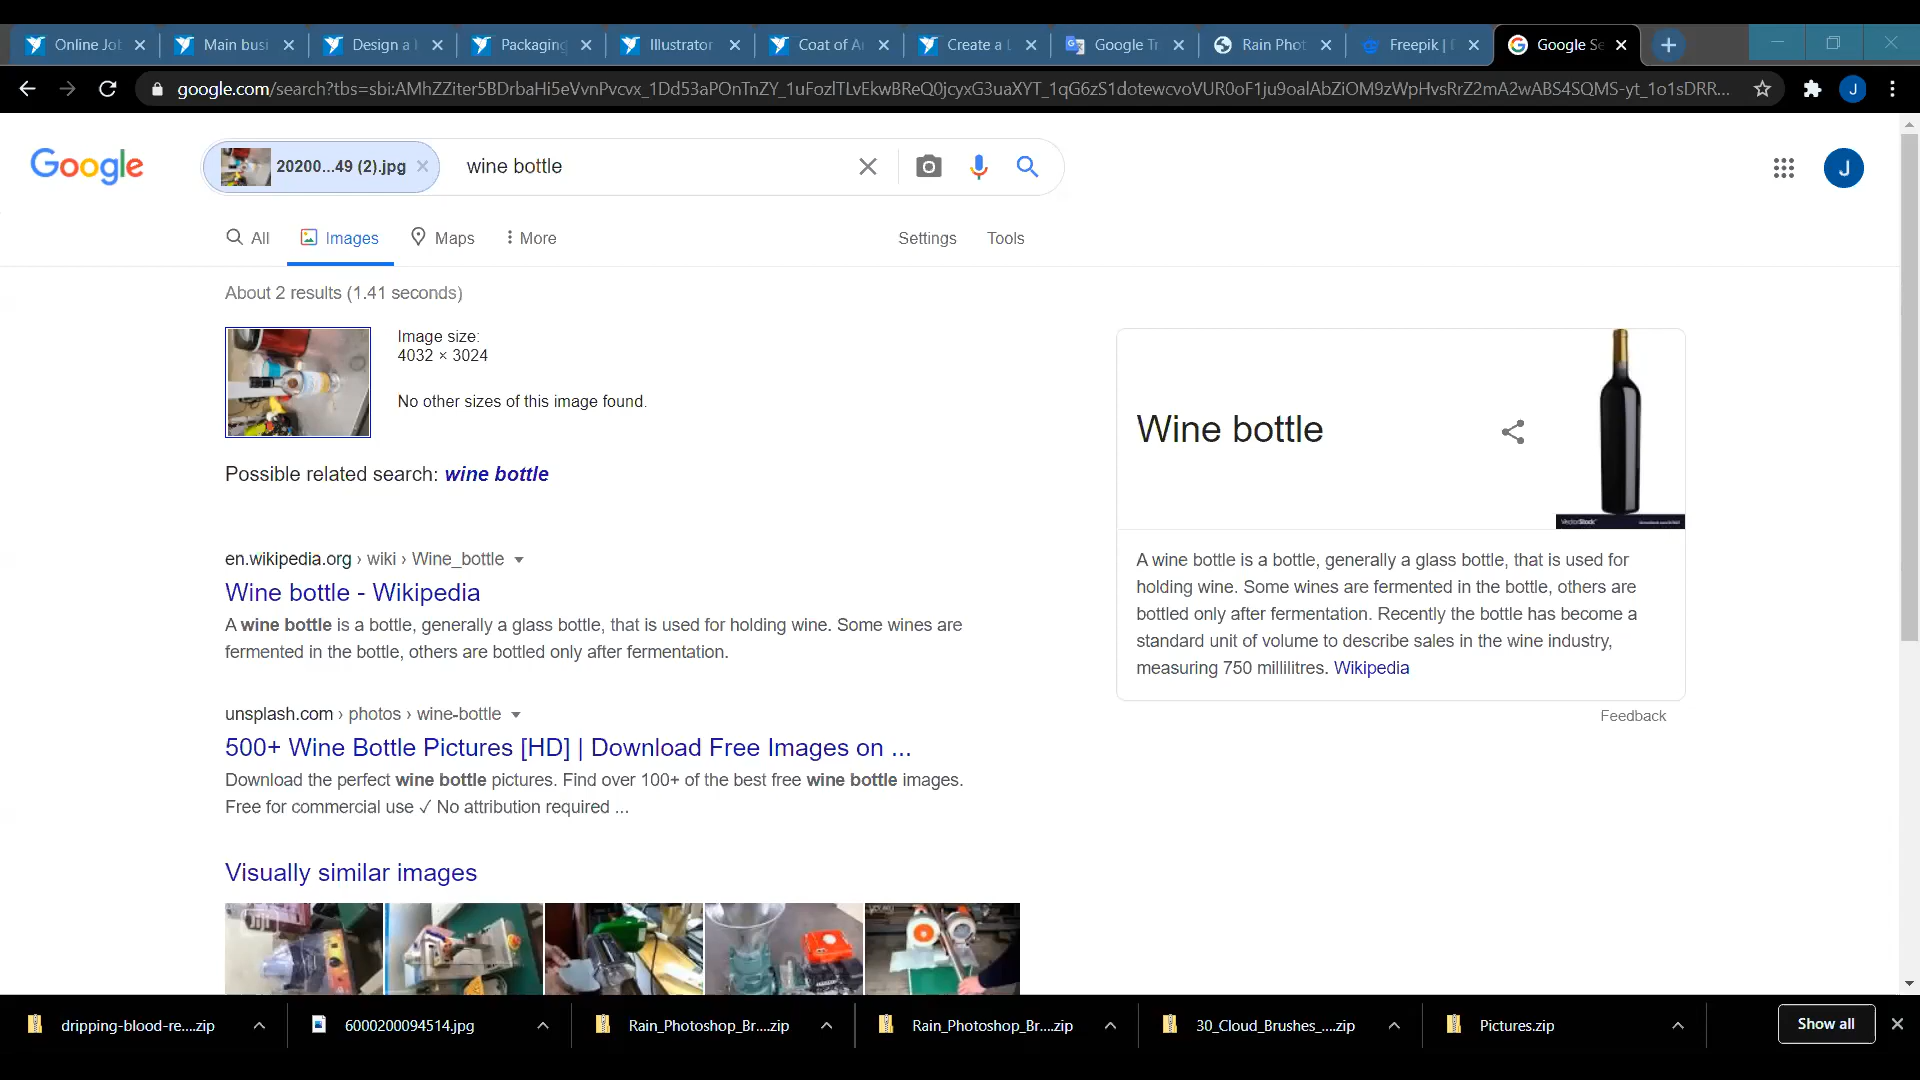 Online Jo
Main busi
Design a
Packaging
Illustrator
Coat of A
Create a
Google Tr
Rain Phot
Freepik |
Google Se
google.com/search?tbs=sbi:AMhZZiter5BDrbaHi5eVvnPvcvx_1Dd53aPOnTnZY_1uFozlTLvEkwBReQ0jcyxG3uaXYT_1qG6zS1dotewcvoVUR0oF1ju9oalAbZiOM9zWpHvsRrZ2mA2wABS4SQMS-yt_1o1sDRR...
J
Google
20200...49 (2).jpg
wine bottle
J
All
Images
Maps
More
Settings
Tools
About 2 results (1.41 seconds)
Image size:
4032 × 3024
No other sizes of this image found.
Possible related search: wine bottle
en.wikipedia.org › wiki › Wine_bottle
Wine bottle - Wikipedia
A wine bottle is a bottle, generally a glass bottle, that is used for holding wine. Some wines are
fermented in the bottle, others are bottled only after fermentation.
unsplash.com › photos › wine-bottle
500+ Wine Bottle Pictures [HD] | Download Free Images on ...
Download the perfect wine bottle pictures. Find over 100+ of the best free wine bottle images.
Free for commercial use ✓ No attribution required ...
Visually similar images
Wine bottle
VectorStock
A wine bottle is a bottle, generally a glass bottle, that is used for
holding wine. Some wines are fermented in the bottle, others are
bottled only after fermentation. Recently the bottle has become a
standard unit of volume to describe sales in the wine industry,
measuring 750 millilitres. Wikipedia
Feedback
dripping-blood-re....zip
6000200094514.jpg
Rain_Photoshop_Br....zip
Rain_Photoshop_Br....zip
30_Cloud_Brushes_....zip
Pictures.zip
Show all